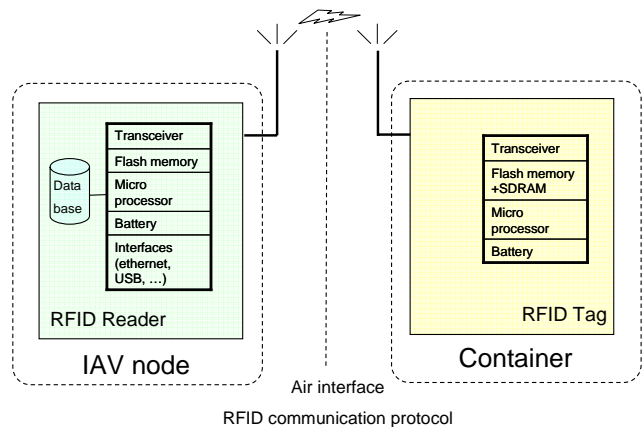 Transceiver
Flash memory
Micro
processor
Battery
Interfaces
(ethernet,
USB, …)
Data
base
RFID Reader
IAV node
Transceiver
Flash memory
+SDRAM
Micro
processor
Battery
RFID Tag
Container
Air interface
RFID communication protocol